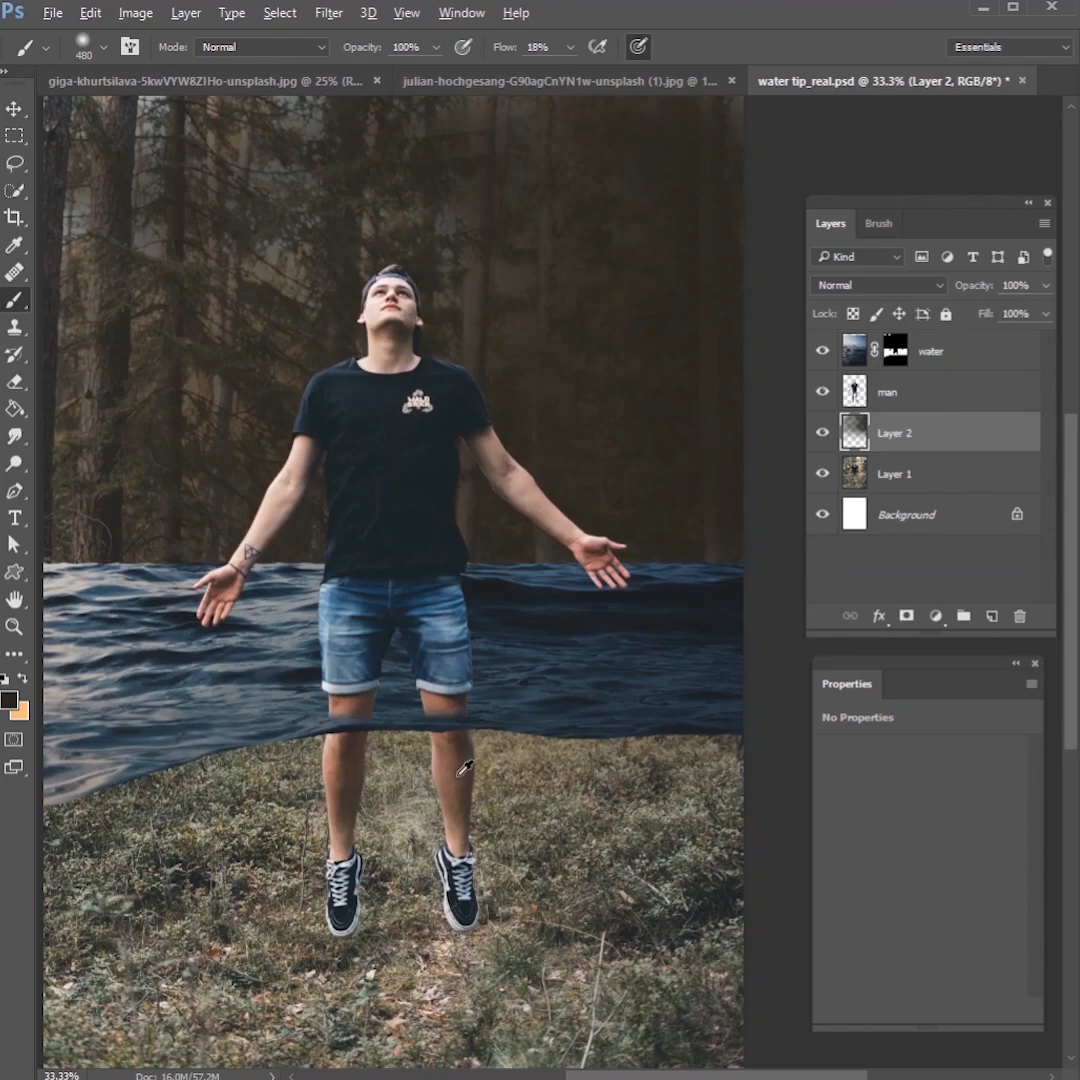 Ps File Edit Image Layer Type Select Filter 3D View Window Help
480 Mode: Normal Opacity: 100% Flow: 18% Essentials
giga-khurtsilava-5kwVYW8ZIHo-unsplash.jpg @ 25% (R... × julian-hochgesang-G90agCnYN1w-unsplash (1).jpg @ 1... × water tip_real.psd @ 33.3% (Layer 2, RGB/8*) * ×
Layers Brush
Kind
Normal Opacity: 100%
Lock: Fill: 100%
water
man
Layer 2
Layer 1
Background
fx
Properties
No Properties
33.33% Doc: 16.0M/57.2M